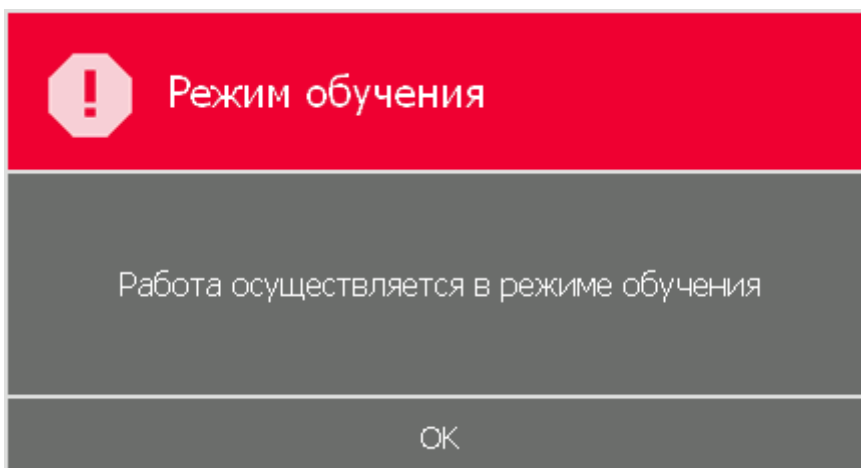 Режим обучения
Работа осуществляется в режиме обучения
OK